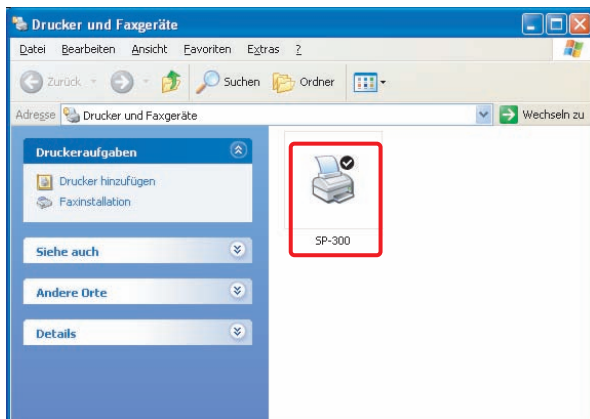 Drucker und Faxgeräte
Datei Bearbeiten Ansicht Favoriten Extras ?
Zurück Suchen Ordner
Adresse Drucker und Faxgeräte Wechseln zu
Druckeraufgaben
Drucker hinzufügen
Faxinstallation
Siehe auch
Andere Orte
Details
SP-300